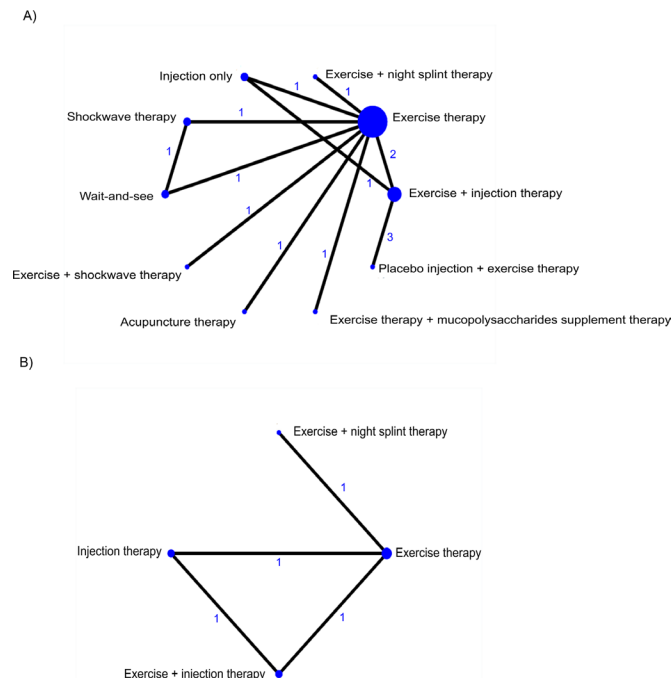 A)
Injection only
Exercise + night splint therapy
1
1
Shockwave therapy
1
Exercise therapy
1
2
Wait-and-see
1
1
Exercise + injection therapy
1
3
Exercise + shockwave therapy
1
1
Placebo injection + exercise therapy
Acupuncture therapy
Exercise therapy + mucopolysaccharides supplement therapy
B)
Exercise + night splint therapy
1
Injection therapy
1
Exercise therapy
1
1
Exercise + injection therapy